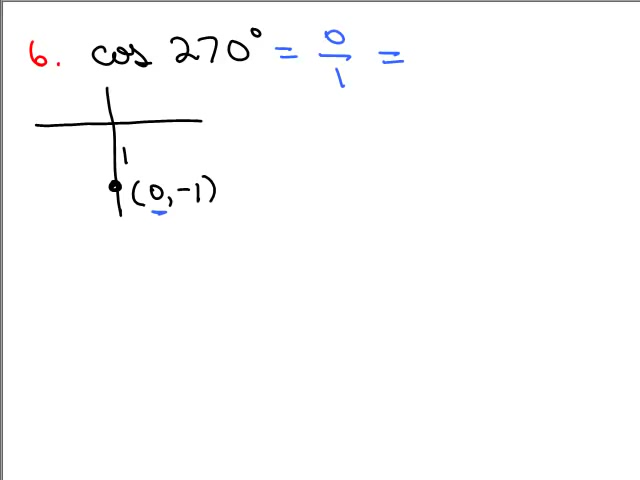 6. cos 270° = 0/1 =
1
(0,-1)